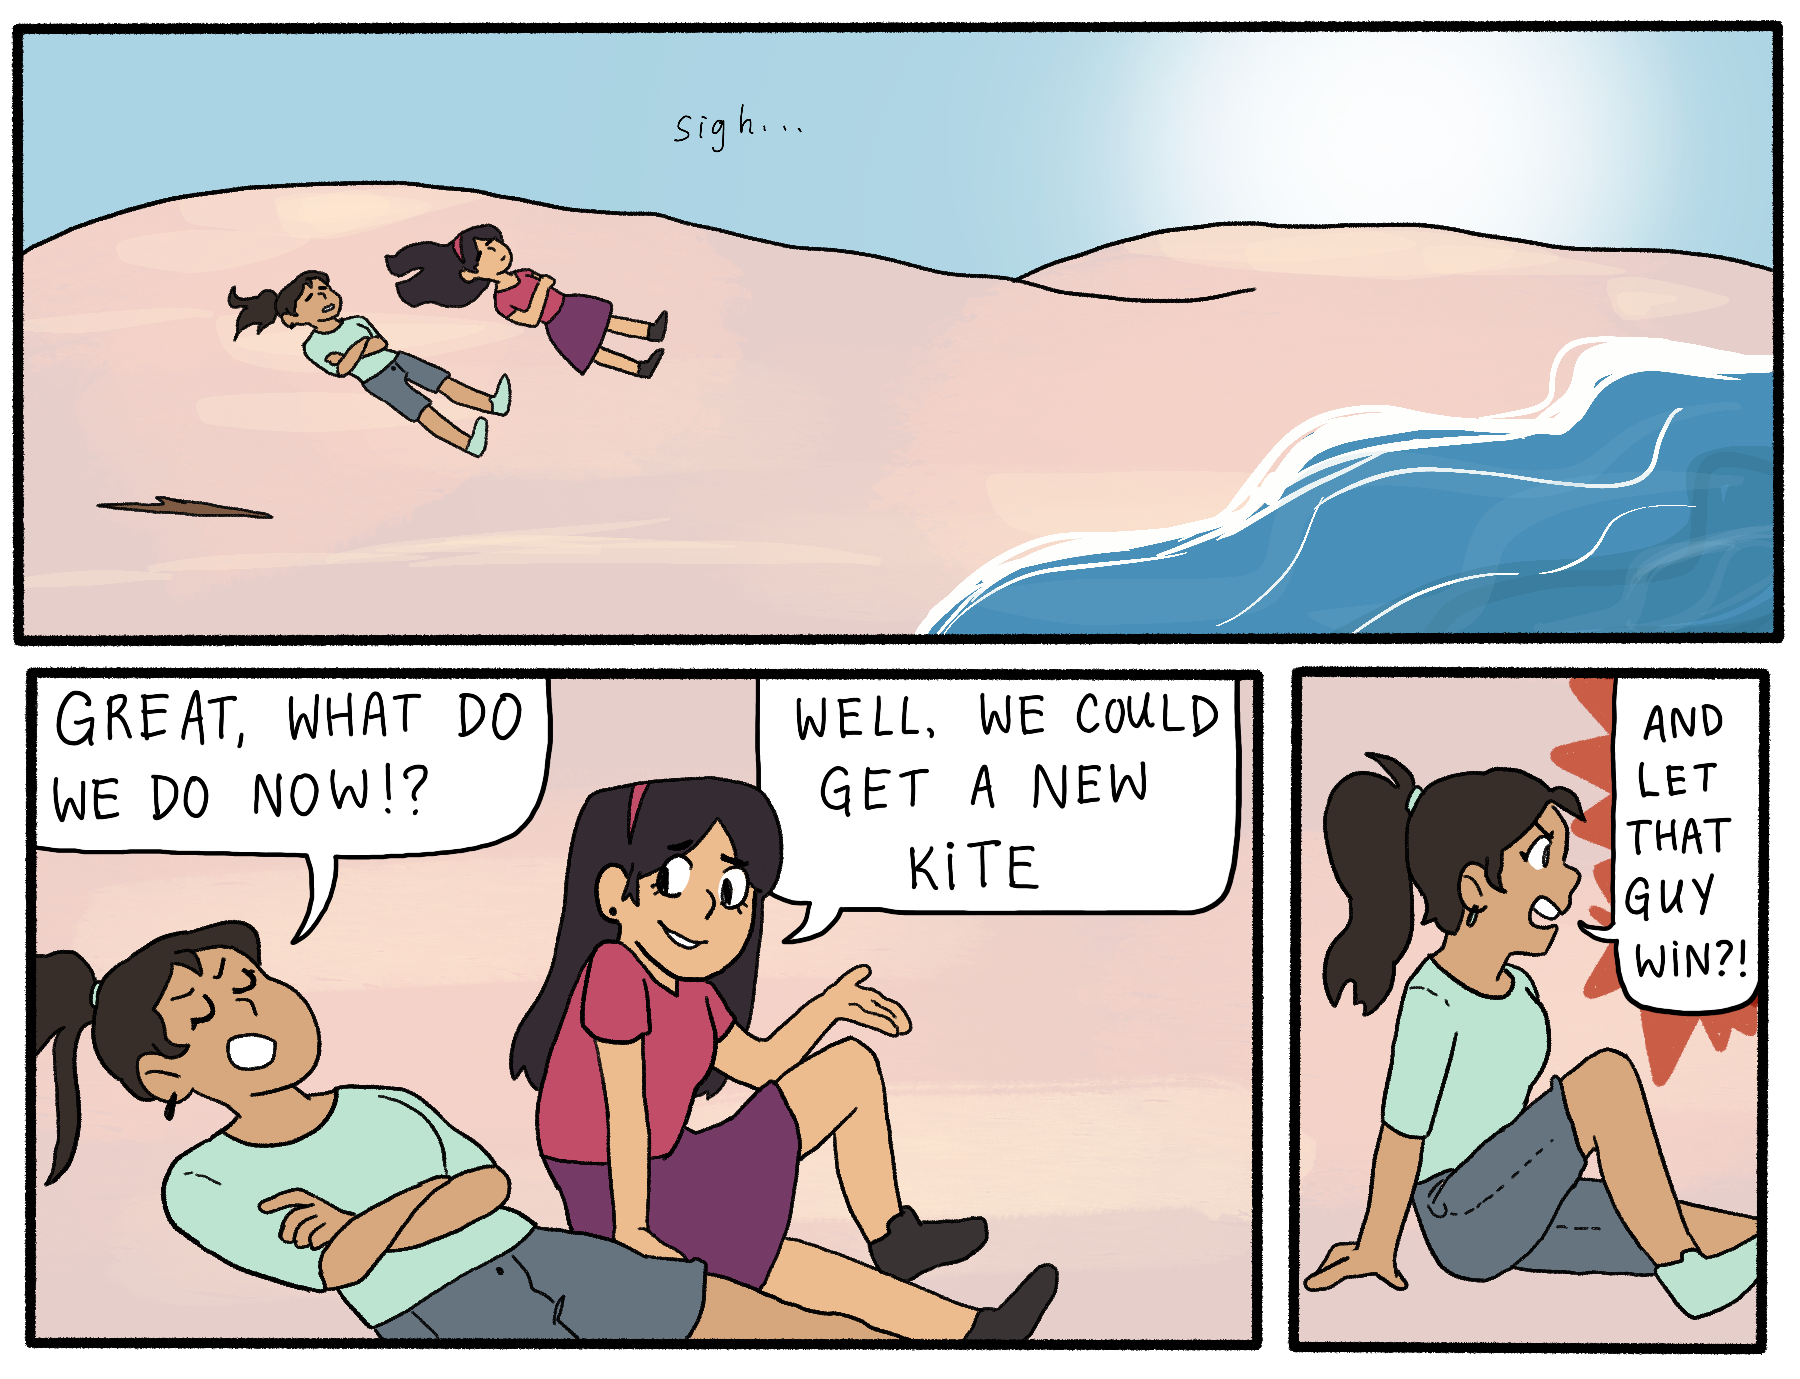 sigh...
GREAT, WHAT DO
WE DO NOW!?
WELL, WE COULD
GET A NEW
KiTE
AND
LET
THAT
GUY
WiN?!